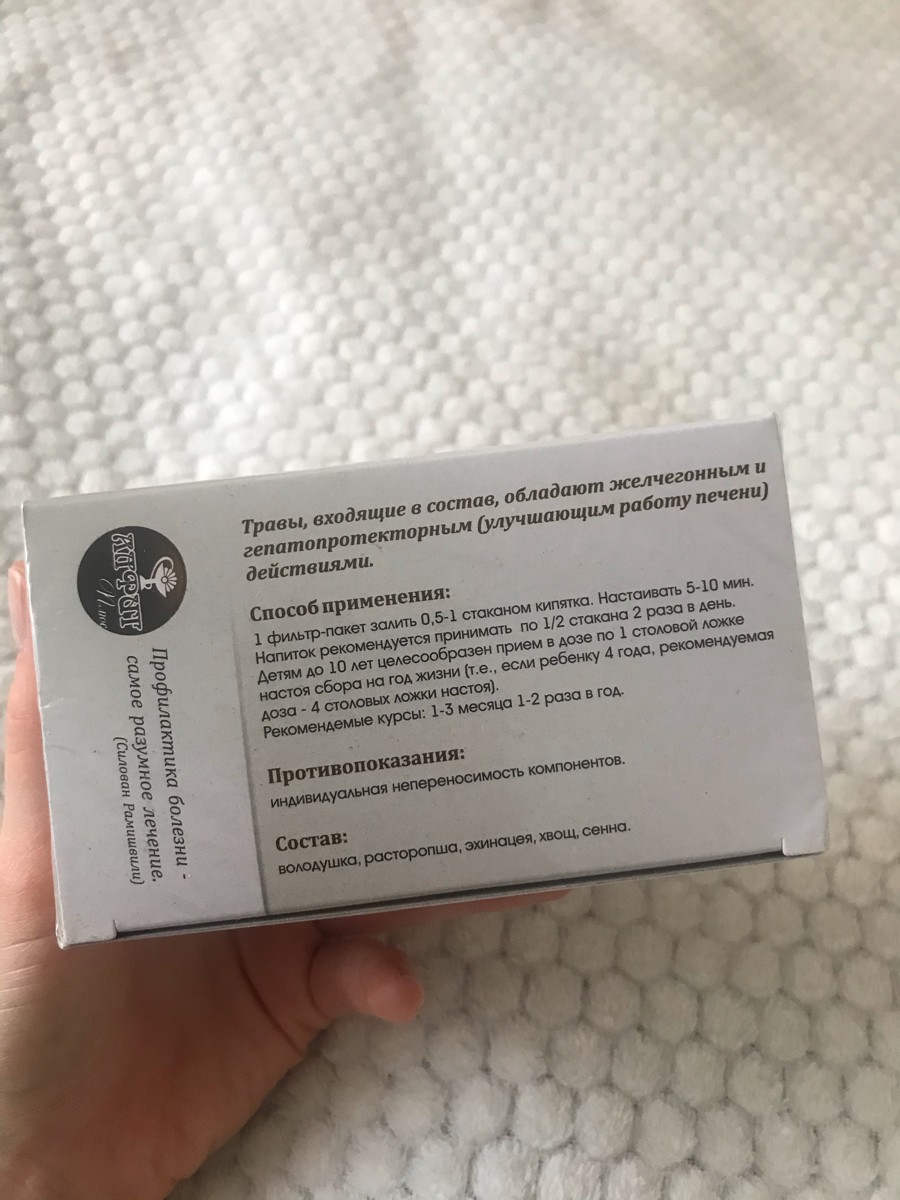 Травы, входящие в состав, обладают желчегонным и
гепатопротекторным (улучшающим работу печени)
действиями.
Способ применения:
1 фильтр-пакет залить 0,5-1 стаканом кипятка. Настаивать 5-10 мин.
Напиток рекомендуется принимать по 1/2 стакана 2 раза в день.
Детям до 10 лет целесообразен прием в дозе по 1 столовой ложке
настоя сбора на год жизни (т.е., если ребенку 4 года, рекомендуемая
доза - 4 столовых ложки настоя).
Рекомендемые курсы: 1-3 месяца 1-2 раза в год.
Противопоказания:
индивидуальная непереносимость компонентов.
Состав:
володушка, расторопша, эхинацея, хвощ, сенна.
Плюс
Профилактика болезни -
самое разумное лечение.
(Силован Рамишвили)